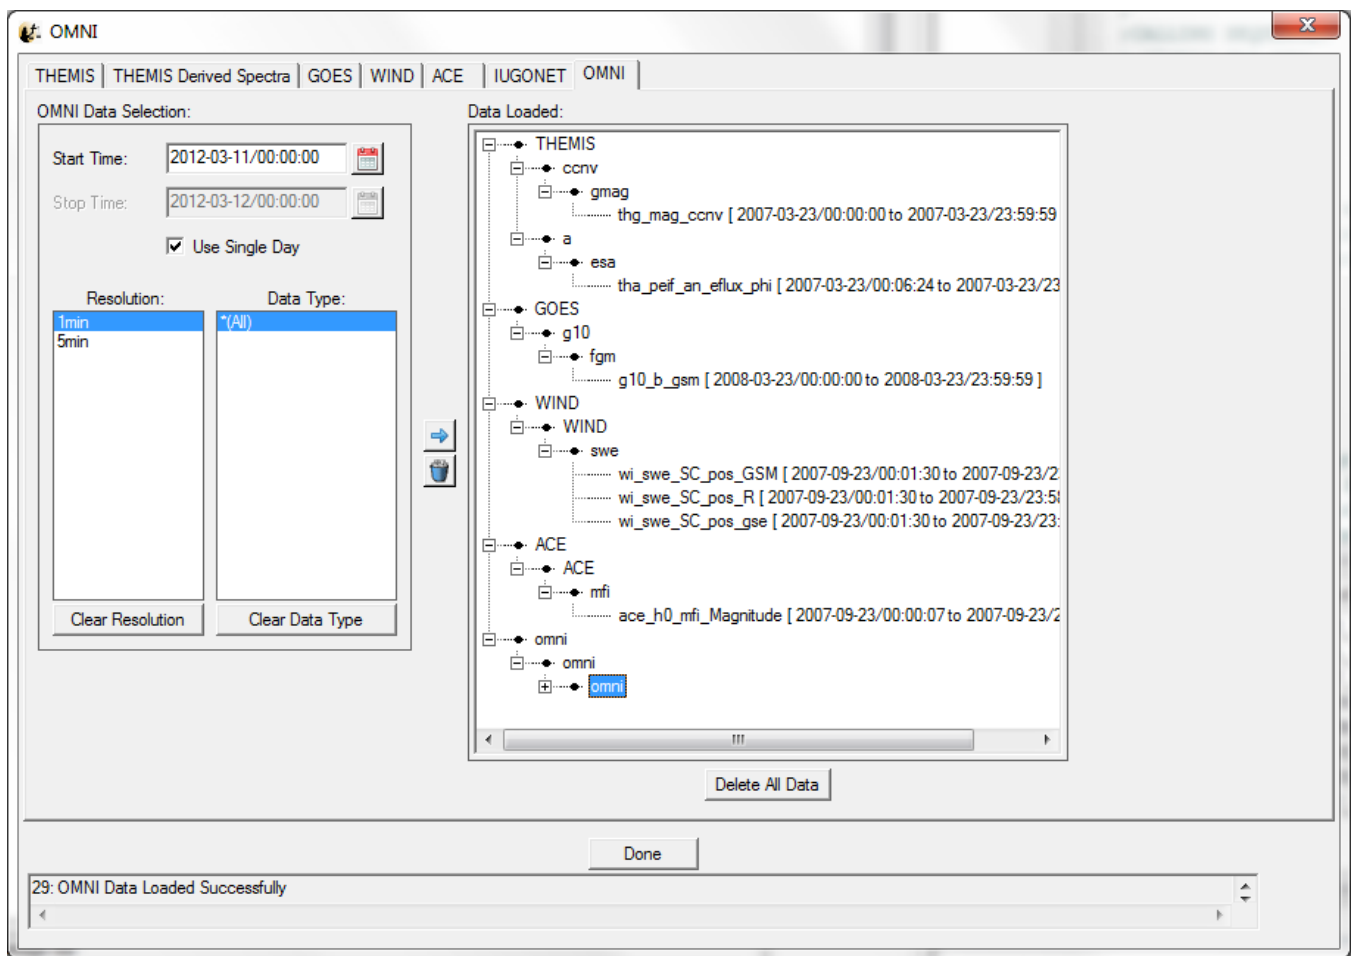 OMNI
THEMIS THEMIS Derived Spectra GOES WIND ACE IUGONET OMNI
OMNI Data Selection:
Start Time: 2012-03-11/00:00:00
Stop Time: 2012-03-12/00:00:00
Use Single Day
Resolution: Data Type:
1min *(All)
5min
Clear Resolution Clear Data Type
Data Loaded:
THEMIS
ccnv
gmag
thg_mag_ccnv [ 2007-03-23/00:00:00 to 2007-03-23/23:59:59
a
esa
tha_peif_an_eflux_phi [ 2007-03-23/00:06:24 to 2007-03-23/23
GOES
g10
fgm
g10_b_gsm [ 2008-03-23/00:00:00 to 2008-03-23/23:59:59 ]
WIND
WIND
swe
wi_swe_SC_pos_GSM [ 2007-09-23/00:01:30 to 2007-09-23/2
wi_swe_SC_pos_R [ 2007-09-23/00:01:30 to 2007-09-23/23:5
wi_swe_SC_pos_gse [ 2007-09-23/00:01:30 to 2007-09-23/23:
ACE
ACE
mfi
ace_h0_mfi_Magnitude [ 2007-09-23/00:00:07 to 2007-09-23/2
omni
omni
omni
Delete All Data
Done
29: OMNI Data Loaded Successfully